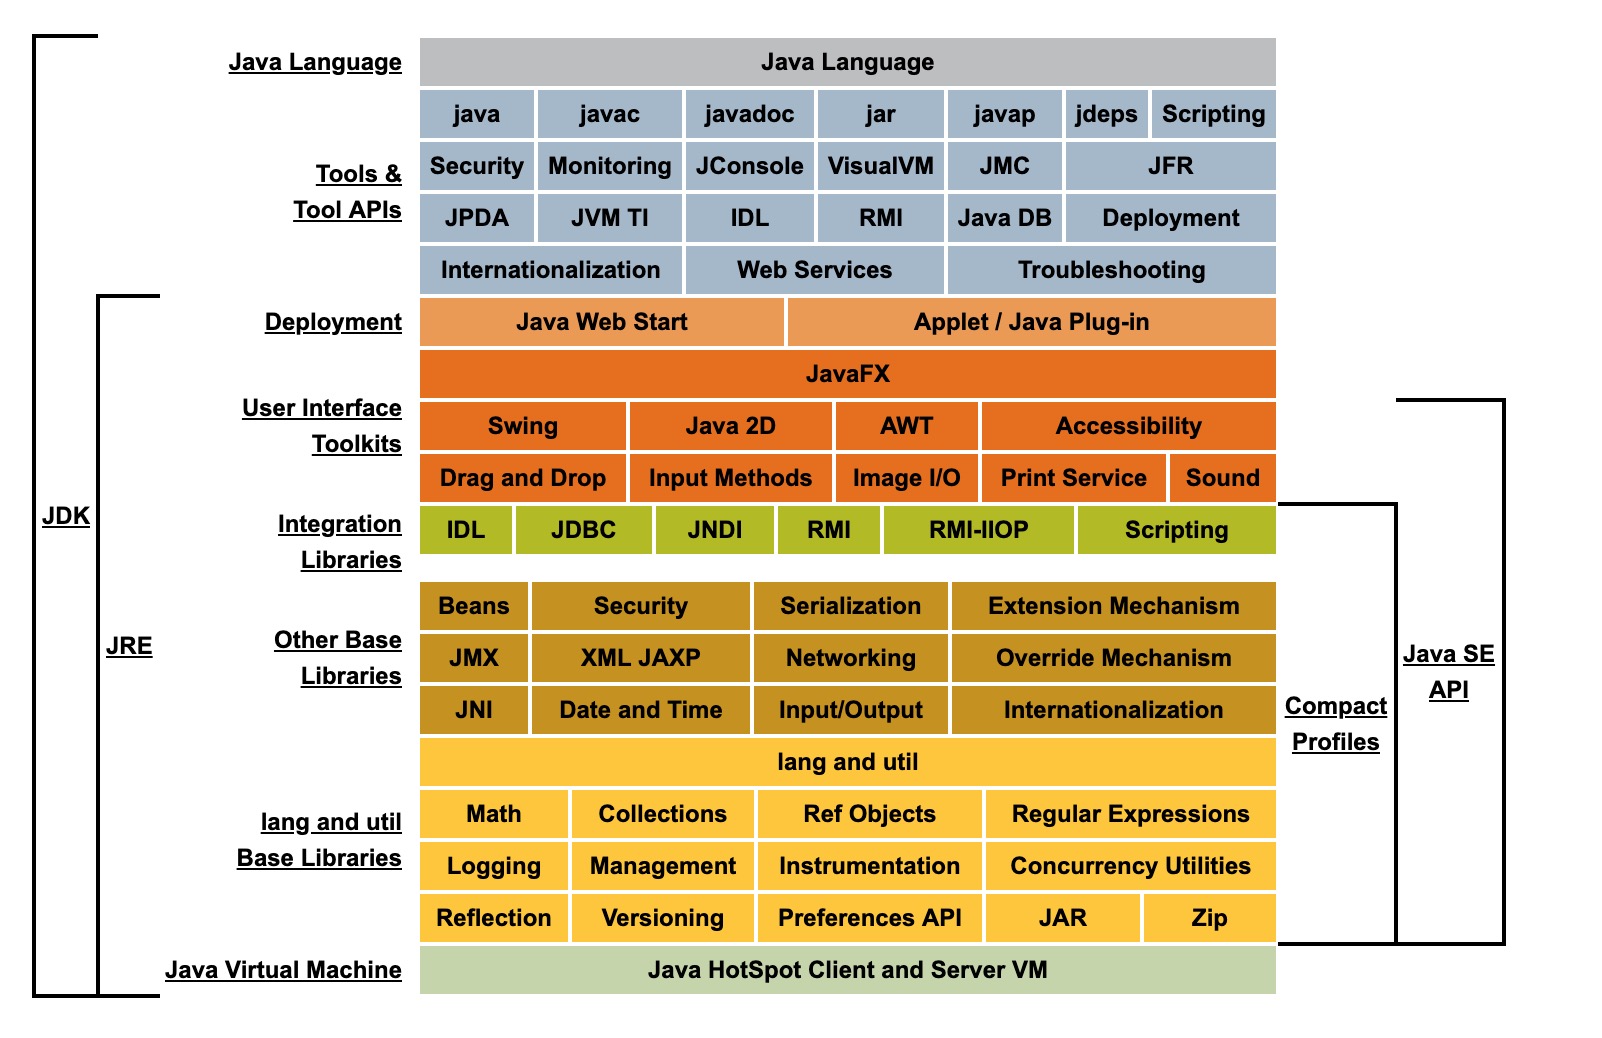 Java Language
Java Language
Tools &
Tool APIs
java javac javadoc jar javap jdeps Scripting
Security Monitoring JConsole VisualVM JMC JFR
JPDA JVM TI IDL RMI Java DB Deployment
Internationalization Web Services Troubleshooting
Deployment
Java Web Start Applet / Java Plug-in
User Interface
Toolkits
JavaFX
Swing Java 2D AWT Accessibility
Drag and Drop Input Methods Image I/O Print Service Sound
JDK
Integration
Libraries
IDL JDBC JNDI RMI RMI-IIOP Scripting
JRE
Other Base
Libraries
Beans Security Serialization Extension Mechanism
JMX XML JAXP Networking Override Mechanism
JNI Date and Time Input/Output Internationalization
Java SE
API
Compact
Profiles
lang and util
Base Libraries
lang and util
Math Collections Ref Objects Regular Expressions
Logging Management Instrumentation Concurrency Utilities
Reflection Versioning Preferences API JAR Zip
Java Virtual Machine
Java HotSpot Client and Server VM